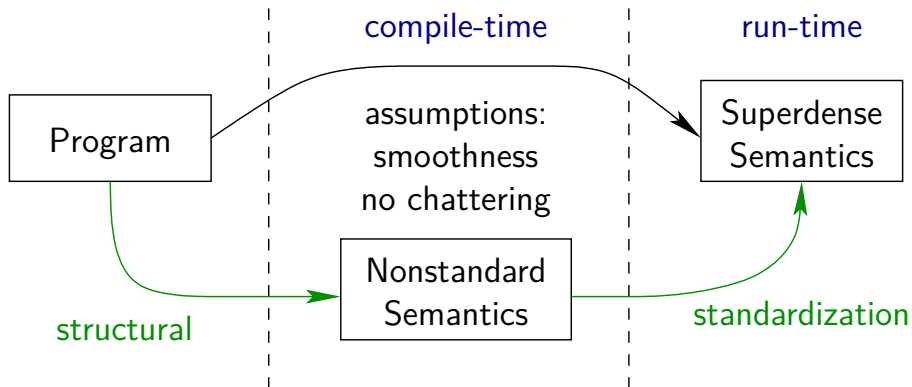 compile-time
run-time
Program
assumptions:
smoothness
no chattering
Superdense
Semantics
Nonstandard
Semantics
structural
standardization